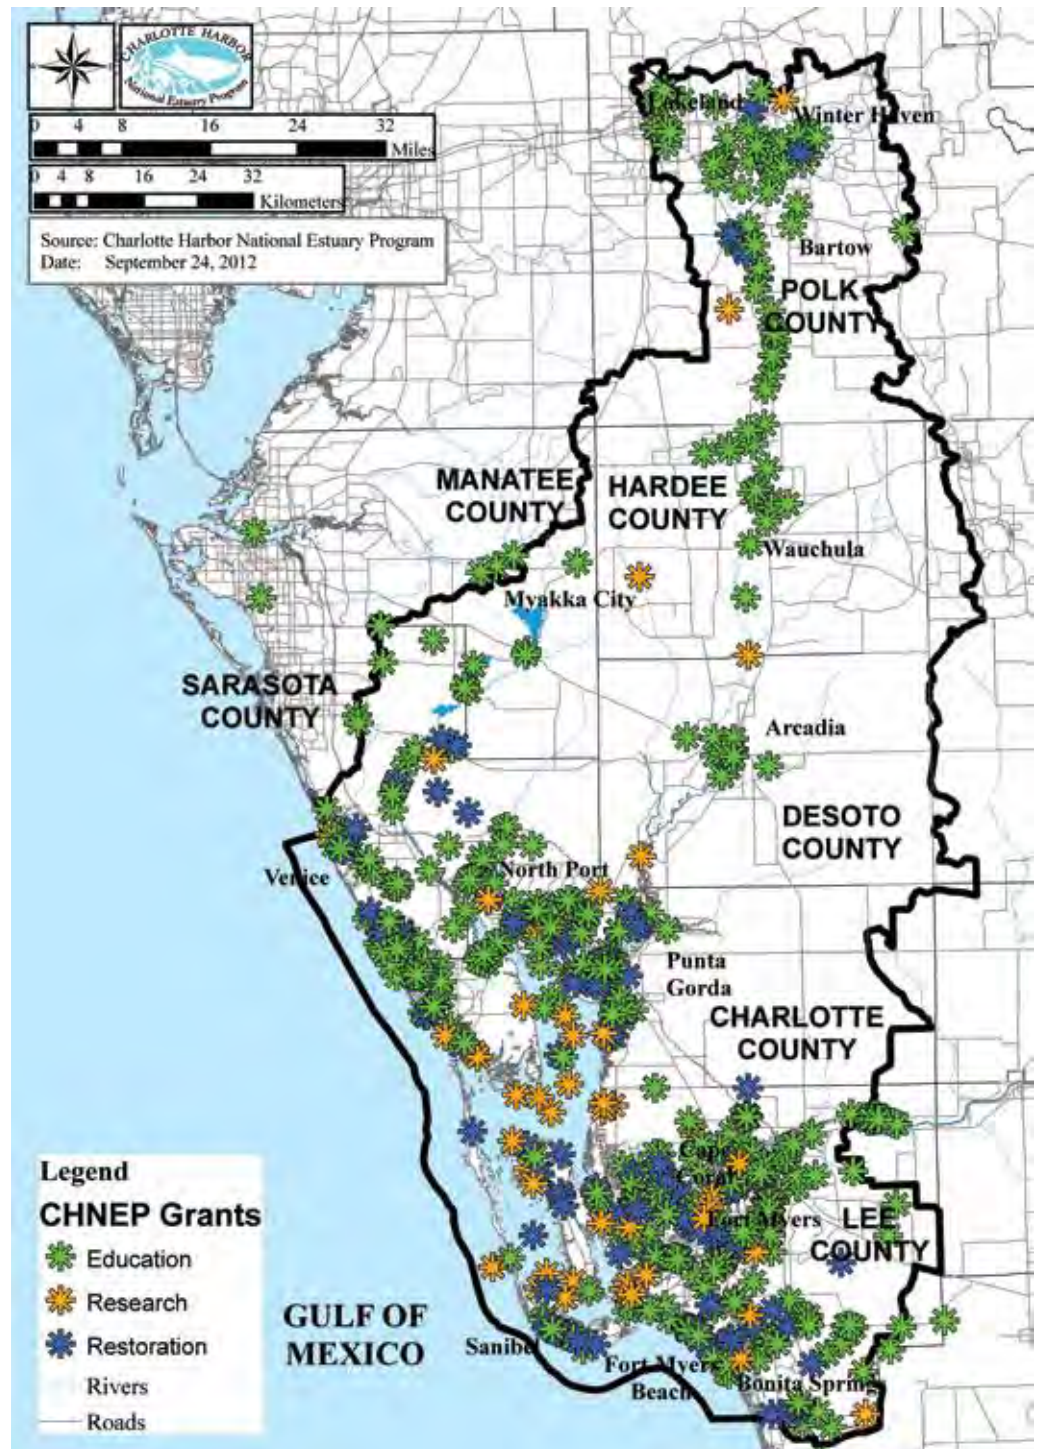 CHARLOTTE HARBOR
National Estuary Program
0 4 8 16 24 32
Miles
0 4 8 16 24 32
Kilometers
Source: Charlotte Harbor National Estuary Program
Date: September 24, 2012
Lakeland
Winter Haven
Bartow
POLK
COUNTY
MANATEE
COUNTY
HARDEE
COUNTY
Wauchula
Myakka City
SARASOTA
COUNTY
Arcadia
DESOTO
COUNTY
Venice
North Port
Punta
Gorda
CHARLOTTE
COUNTY
Cape
Coral
Fort Myers
LEE
COUNTY
GULF OF
MEXICO
Sanibel
Fort Myers
Beach
Bonita Springs
Legend
CHNEP Grants
Education
Research
Restoration
Rivers
Roads